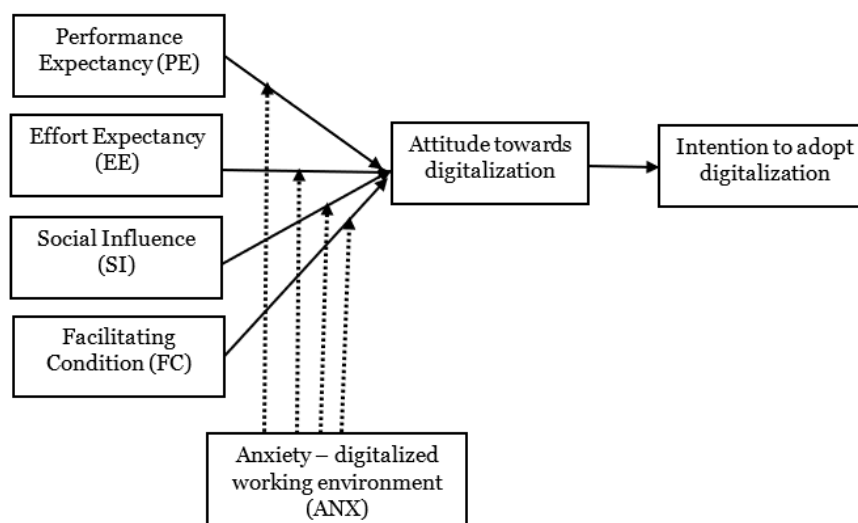 Performance
Expectancy (PE)
Effort Expectancy
(EE)
Social Influence
(SI)
Facilitating
Condition (FC)
Attitude towards
digitalization
Intention to adopt
digitalization
Anxiety – digitalized
working environment
(ANX)